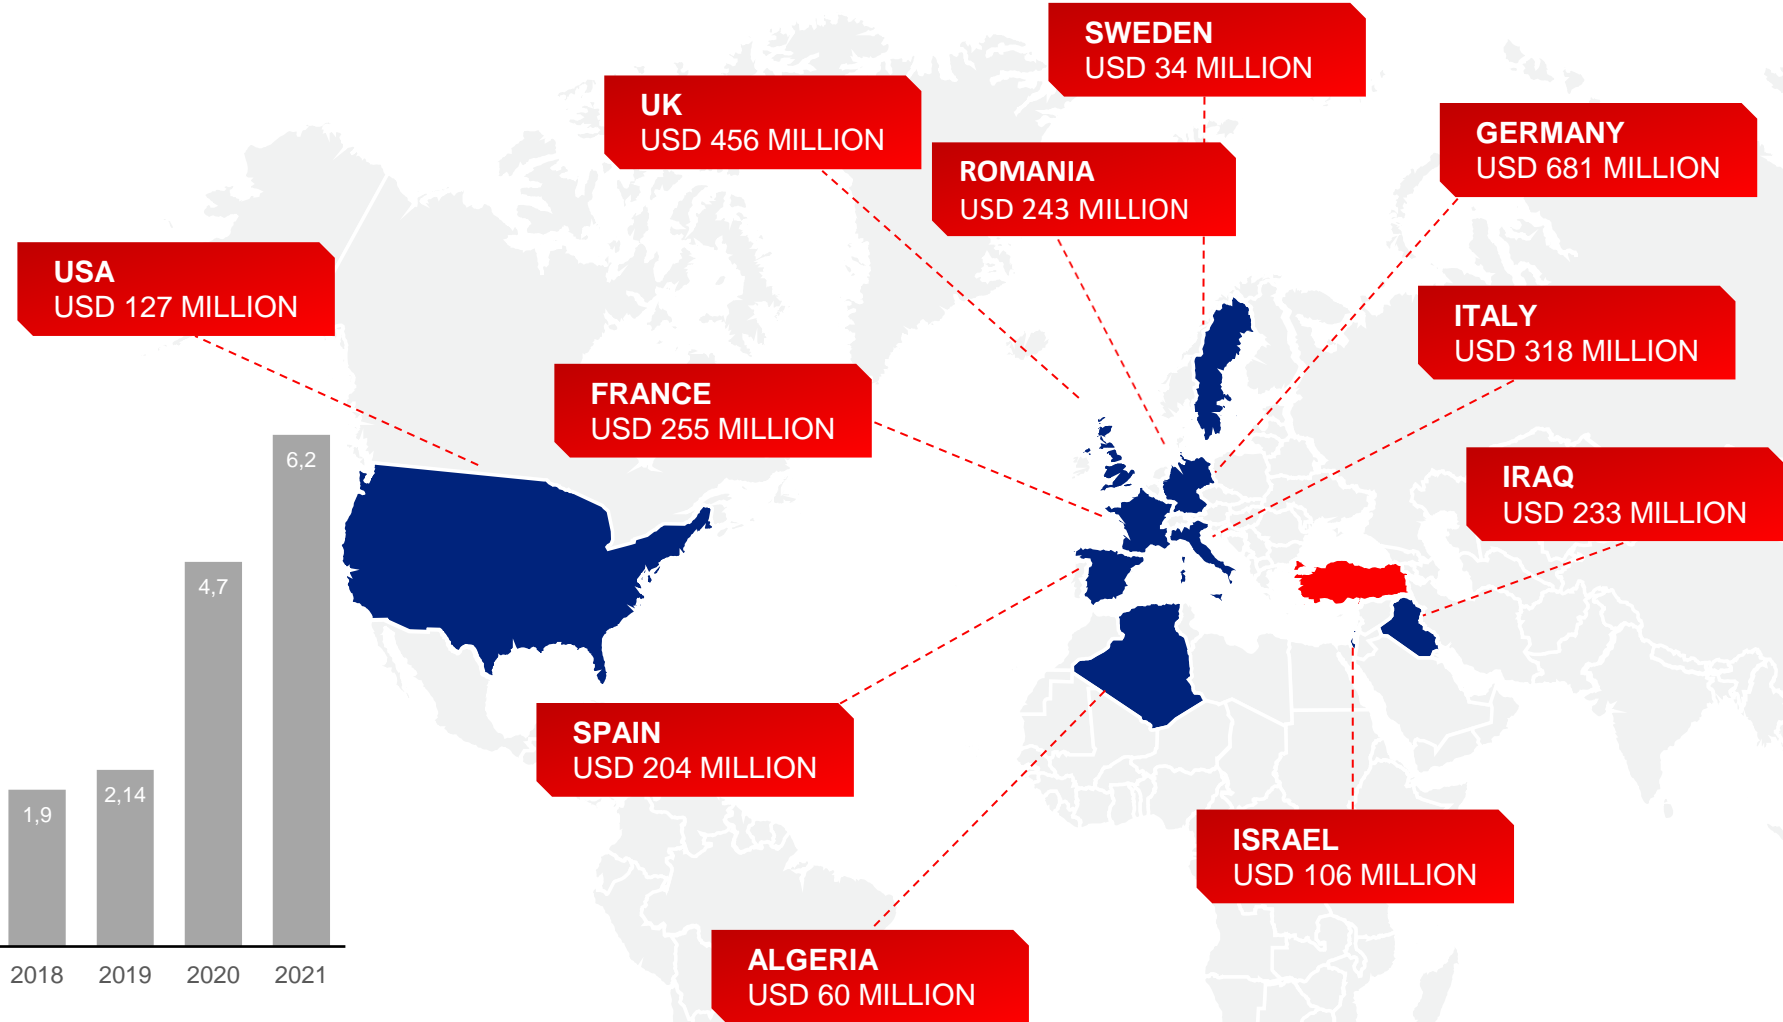 SWEDEN
USD 34 MILLION
UK
USD 456 MILLION
ROMANIA
USD 243 MILLION
GERMANY
USD 681 MILLION
USA
USD 127 MILLION
ITALY
USD 318 MILLION
FRANCE
USD 255 MILLION
IRAQ
USD 233 MILLION
SPAIN
USD 204 MILLION
ISRAEL
USD 106 MILLION
ALGERIA
USD 60 MILLION
1,9
2,14
4,7
6,2
2018
2019
2020
2021